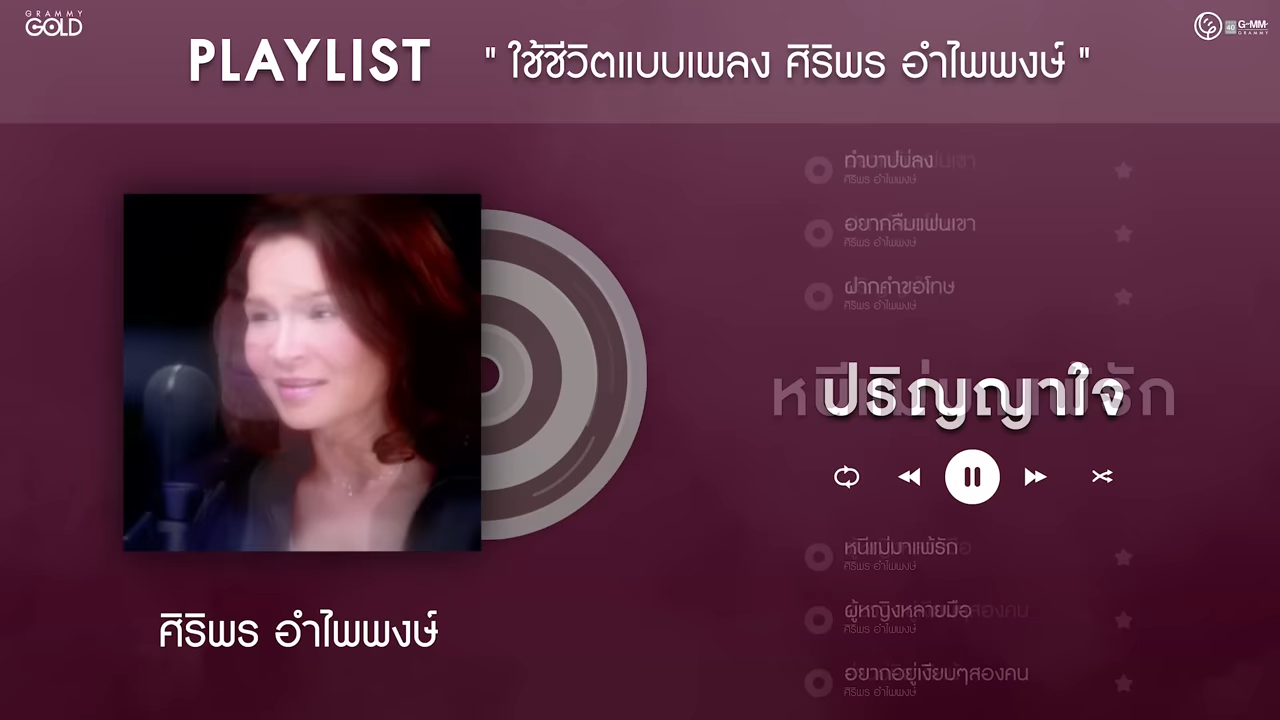 GRAMMY
GOLD
PLAYLIST " ใช้ชีวิตแบบเพลง ศิริพร อำไพพงษ์ "
G-MM-
GRAMMY
40
ทำบาปบ่ลง
ศิริพร อำไพพงษ์
อยากลืมแฟนเขา
ศิริพร อำไพพงษ์
ฝากคำขอโทษ
ศิริพร อำไพพงษ์
ปริญญาใจ
หนีแม่มาแพ้รัก
ศิริพร อำไพพงษ์
ผู้หญิงหลายมือ
ศิริพร อำไพพงษ์
อยากอยู่เงียบๆสองคน
ศิริพร อำไพพงษ์
ศิริพร อำไพพงษ์